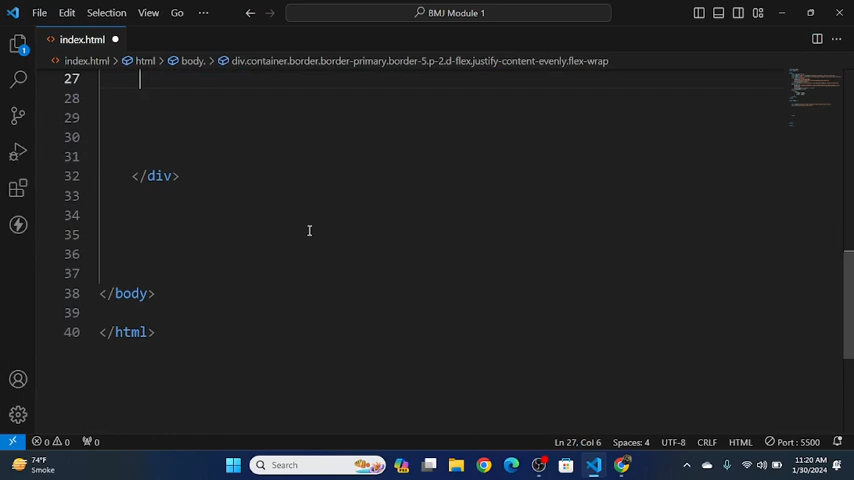 File Edit Selection View Go ··· BMJ Module 1
index.html
index.html > html > body. > div.container.border.border-primary.border-5.p-2.d-flex.justify-content-evenly.flex-wrap
27
28
29
30
31
32 </div>
33
34
35
36
37
38 </body>
39
40 </html>
1
0 0 0 Ln 27, Col 6 Spaces: 4 UTF-8 CRLF HTML Port : 5500
74°F
Smoke
Search
11:20 AM
1/30/2024